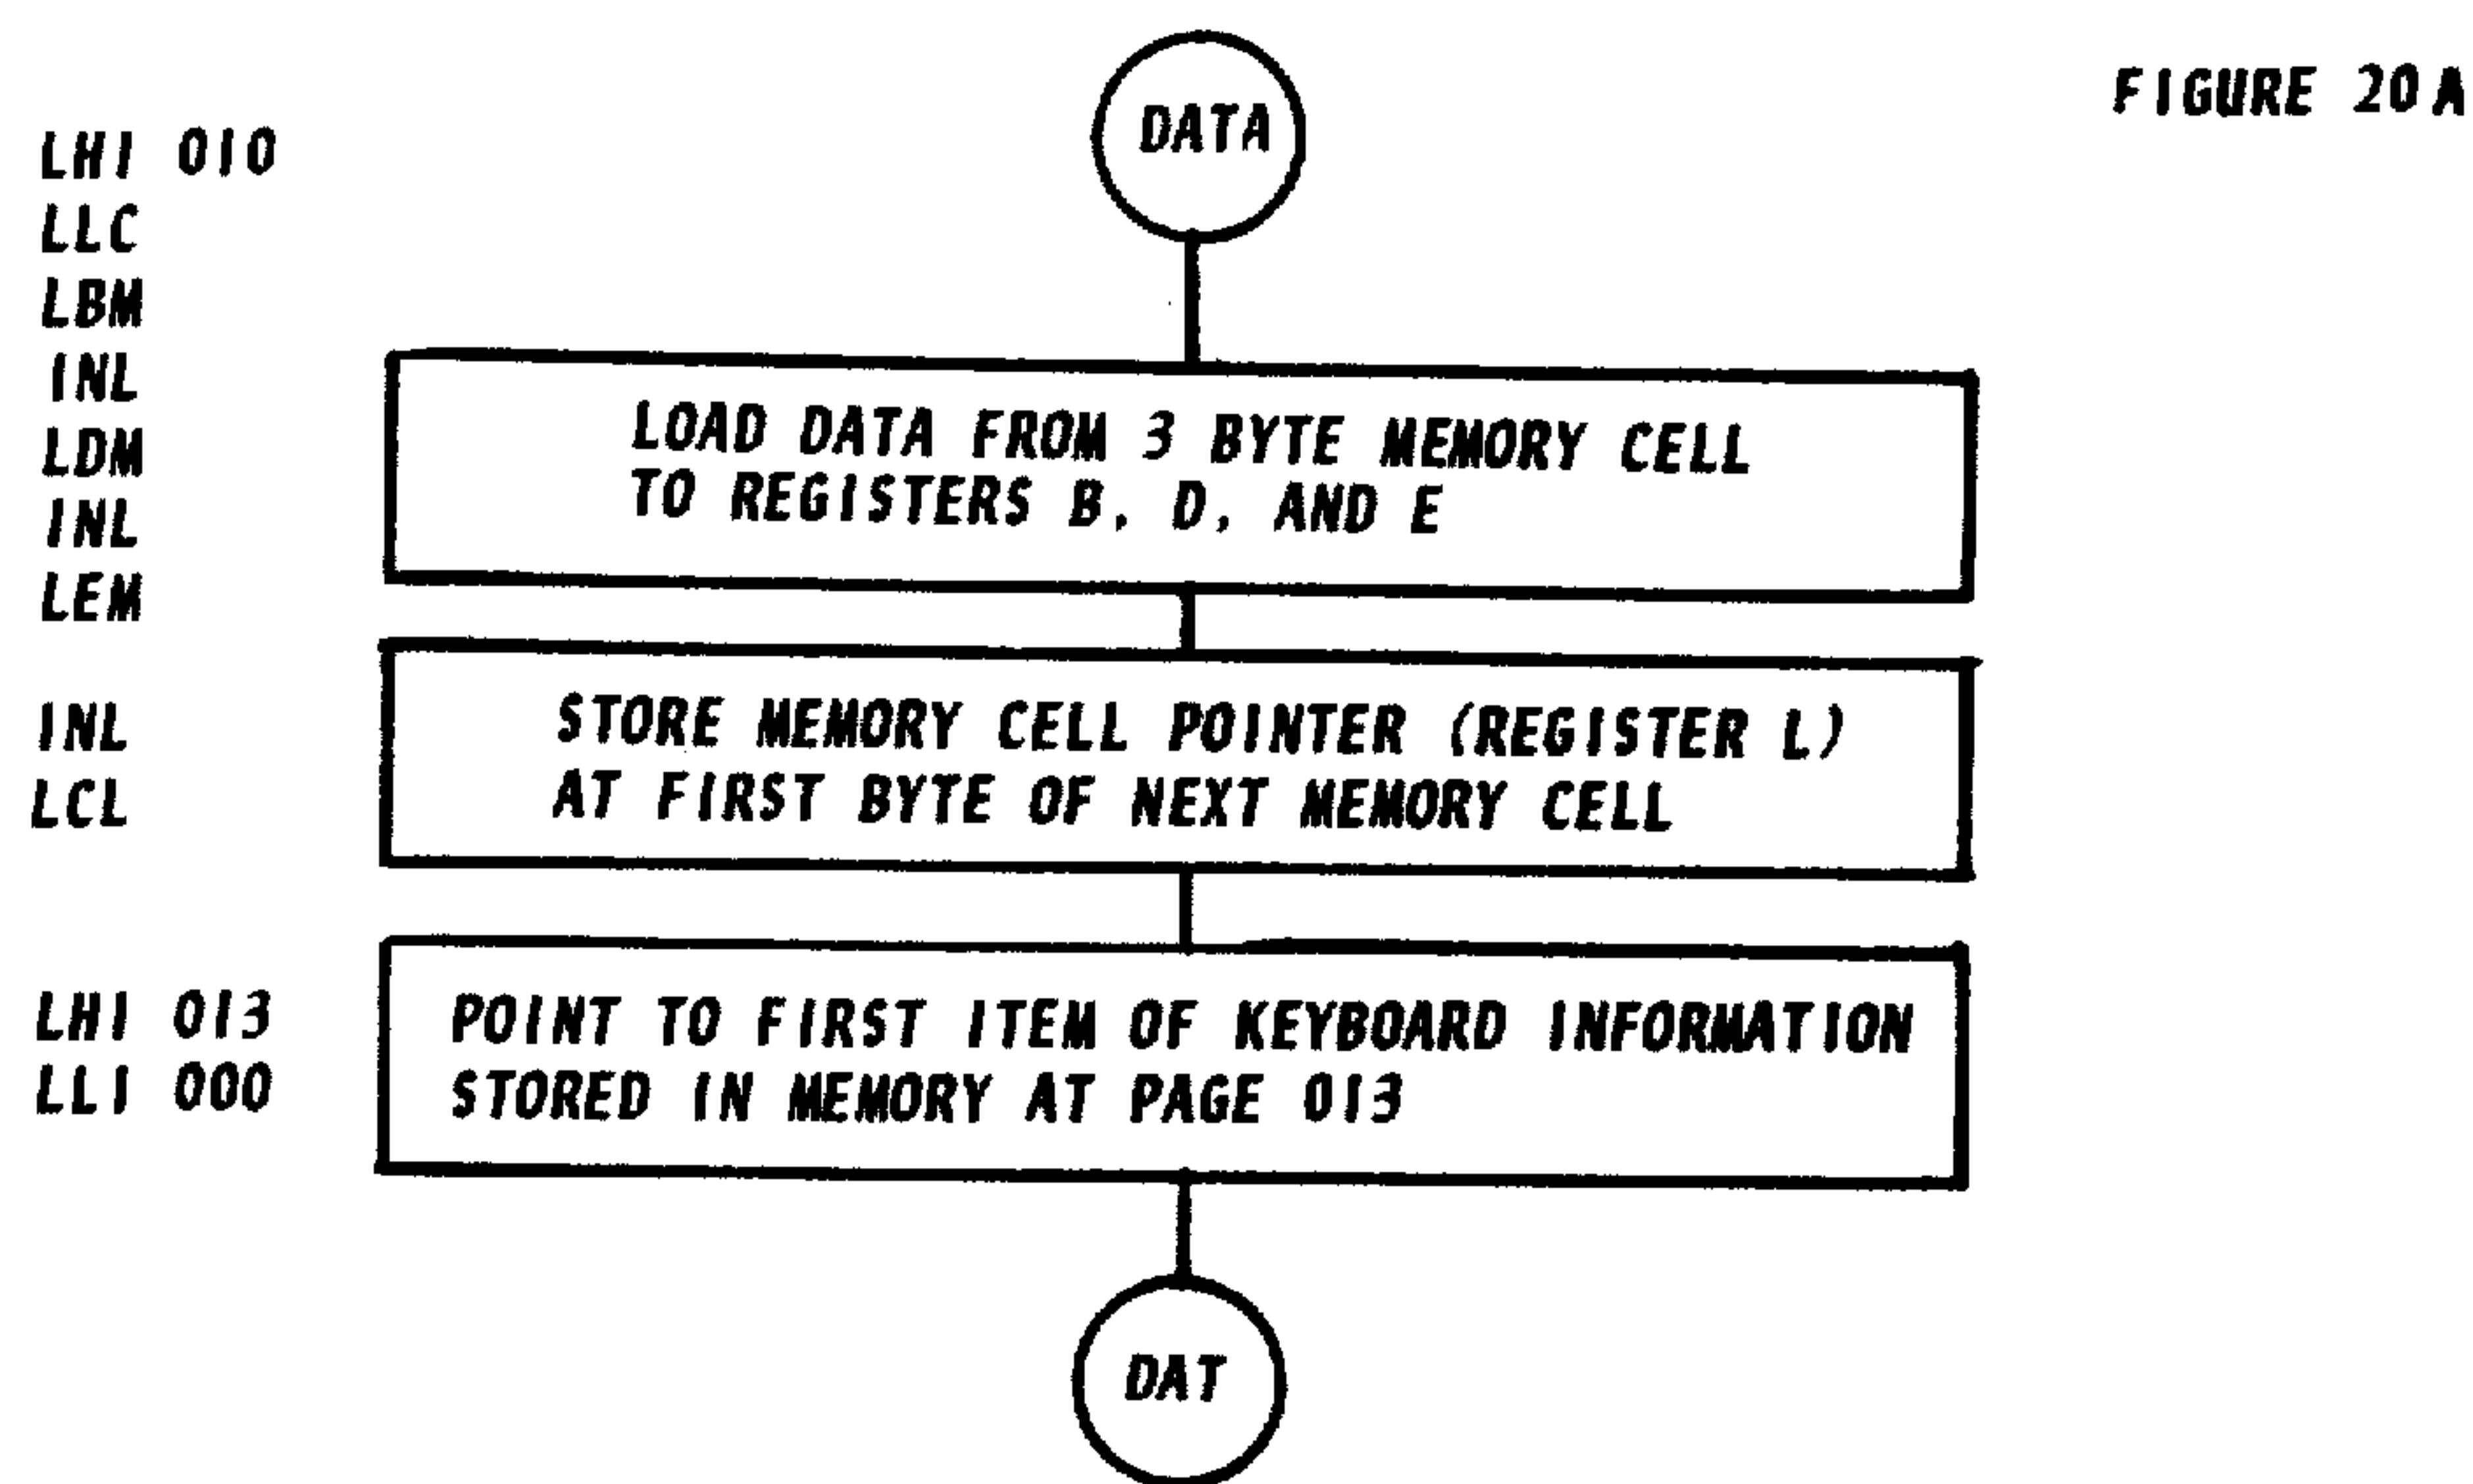 FIGURE 20A
DATA
LHI 010
LLC
LBM
INL
LDM
INL
LEM
LOAD DATA FROM 3 BYTE MEMORY CELL
TO REGISTERS B, D, AND E
INL
LCL
STORE MEMORY CELL POINTER (REGISTER L)
AT FIRST BYTE OF NEXT MEMORY CELL
LHI 013
LLI 000
POINT TO FIRST ITEM OF KEYBOARD INFORMATION
STORED IN MEMORY AT PAGE 013
DAT